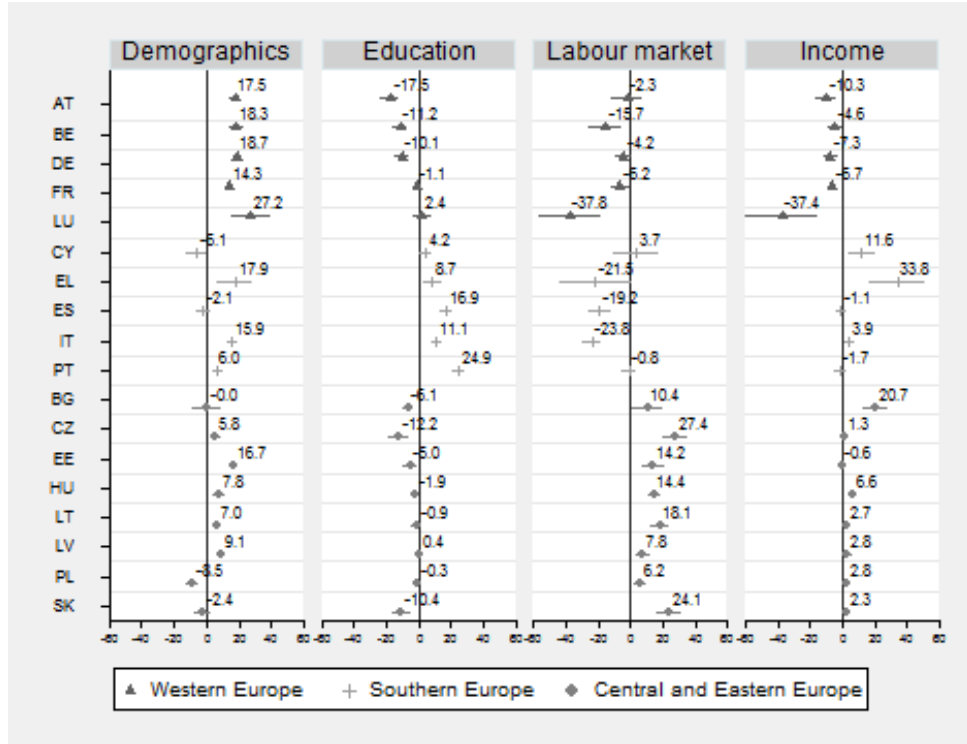 Demographics Education Labour market Income
AT 17.5 -17.5 -2.3 -10.3
BE 18.3 -11.2 -15.7 -4.6
DE 18.7 -10.1 -4.2 -7.3
FR 14.3 -1.1 -6.2 -6.7
LU 27.2 2.4 -37.8 -37.4
CY -6.1 4.2 3.7 11.6
EL 17.9 8.7 -21.5 33.8
ES -2.1 16.9 -19.2 -1.1
IT 15.9 11.1 -23.8 3.9
PT 6.0 24.9 -0.8 -1.7
BG -0.0 -6.1 10.4 20.7
CZ 5.8 -12.2 27.4 1.3
EE 16.7 -5.0 14.2 -0.6
HU 7.8 -1.9 14.4 6.6
LT 7.0 -0.9 18.1 2.7
LV 9.1 0.4 7.8 2.8
PL -0.3 6.2 2.8
SK -2.4 -10.4 24.1 2.3
-60 -40 -20 0 20 40 60 -60 -40 -20 0 20 40 60 -60 -40 -20 0 20 40 60 -60 -40 -20 0 20 40 60
Western Europe Southern Europe Central and Eastern Europe